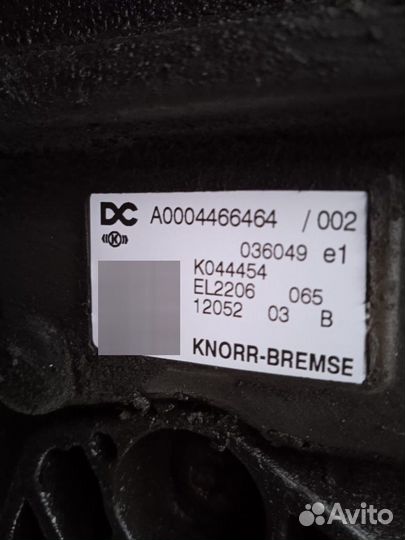 DC A0004466464 /002
036049 e1
((K))
K044454
EL2206 065
12052 03 B
KNORR-BREMSE
Avito